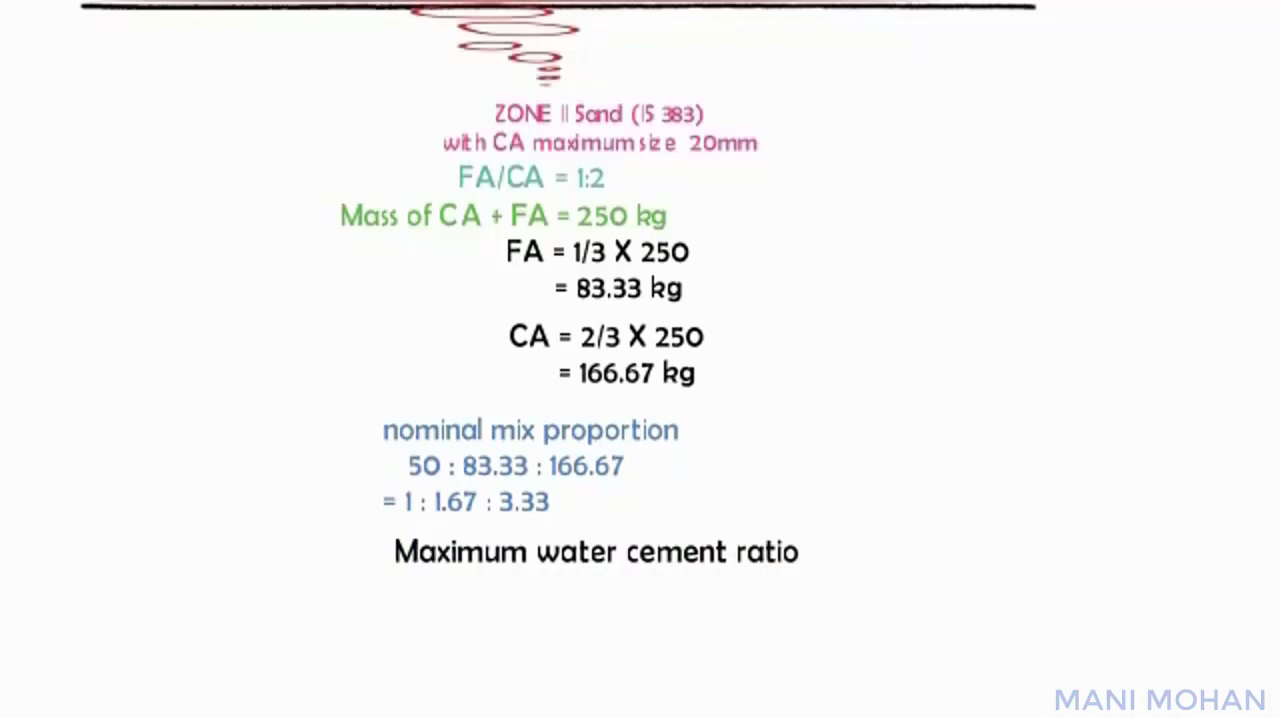 ZONE II Sand (IS 383)
with CA maximum size 20mm
FA/CA = 1:2
Mass of CA + FA = 250 kg
FA = 1/3 X 250
= 83.33 kg
CA = 2/3 X 250
= 166.67 kg
nominal mix proportion
50 : 83.33 : 166.67
= 1 : 1.67 : 3.33
Maximum water cement ratio
MANI MOHAN